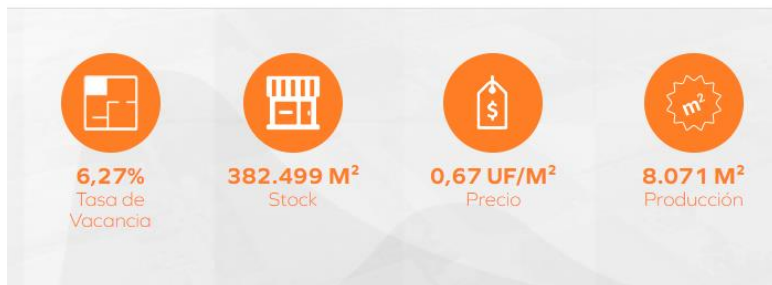 6,27%
Tasa de
Vacancia
382.499 M²
Stock
$
0,67 UF/M²
Precio
m²
8.071 M²
Producción